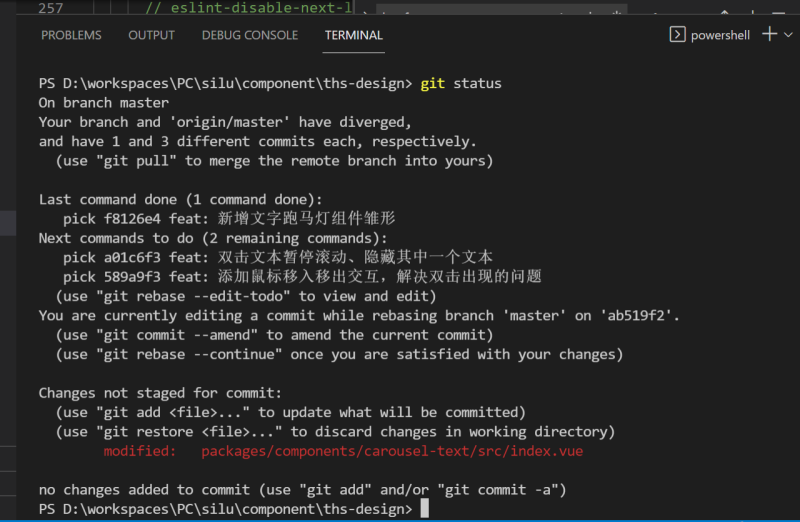 257 // eslint-disable-next-l
PROBLEMS OUTPUT DEBUG CONSOLE TERMINAL powershell
PS D:\workspaces\PC\silu\component\ths-design> git status
On branch master
Your branch and 'origin/master' have diverged,
and have 1 and 3 different commits each, respectively.
  (use "git pull" to merge the remote branch into yours)

Last command done (1 command done):
   pick f8126e4 feat: 新增文字跑马灯组件雏形
Next commands to do (2 remaining commands):
   pick a01c6f3 feat: 双击文本暂停滚动、隐藏其中一个文本
   pick 589a9f3 feat: 添加鼠标移入移出交互，解决双击出现的问题
  (use "git rebase --edit-todo" to view and edit)
You are currently editing a commit while rebasing branch 'master' on 'ab519f2'.
  (use "git commit --amend" to amend the current commit)
  (use "git rebase --continue" once you are satisfied with your changes)

Changes not staged for commit:
  (use "git add <file>..." to update what will be committed)
  (use "git restore <file>..." to discard changes in working directory)
        modified:   packages/components/carousel-text/src/index.vue

no changes added to commit (use "git add" and/or "git commit -a")
PS D:\workspaces\PC\silu\component\ths-design>